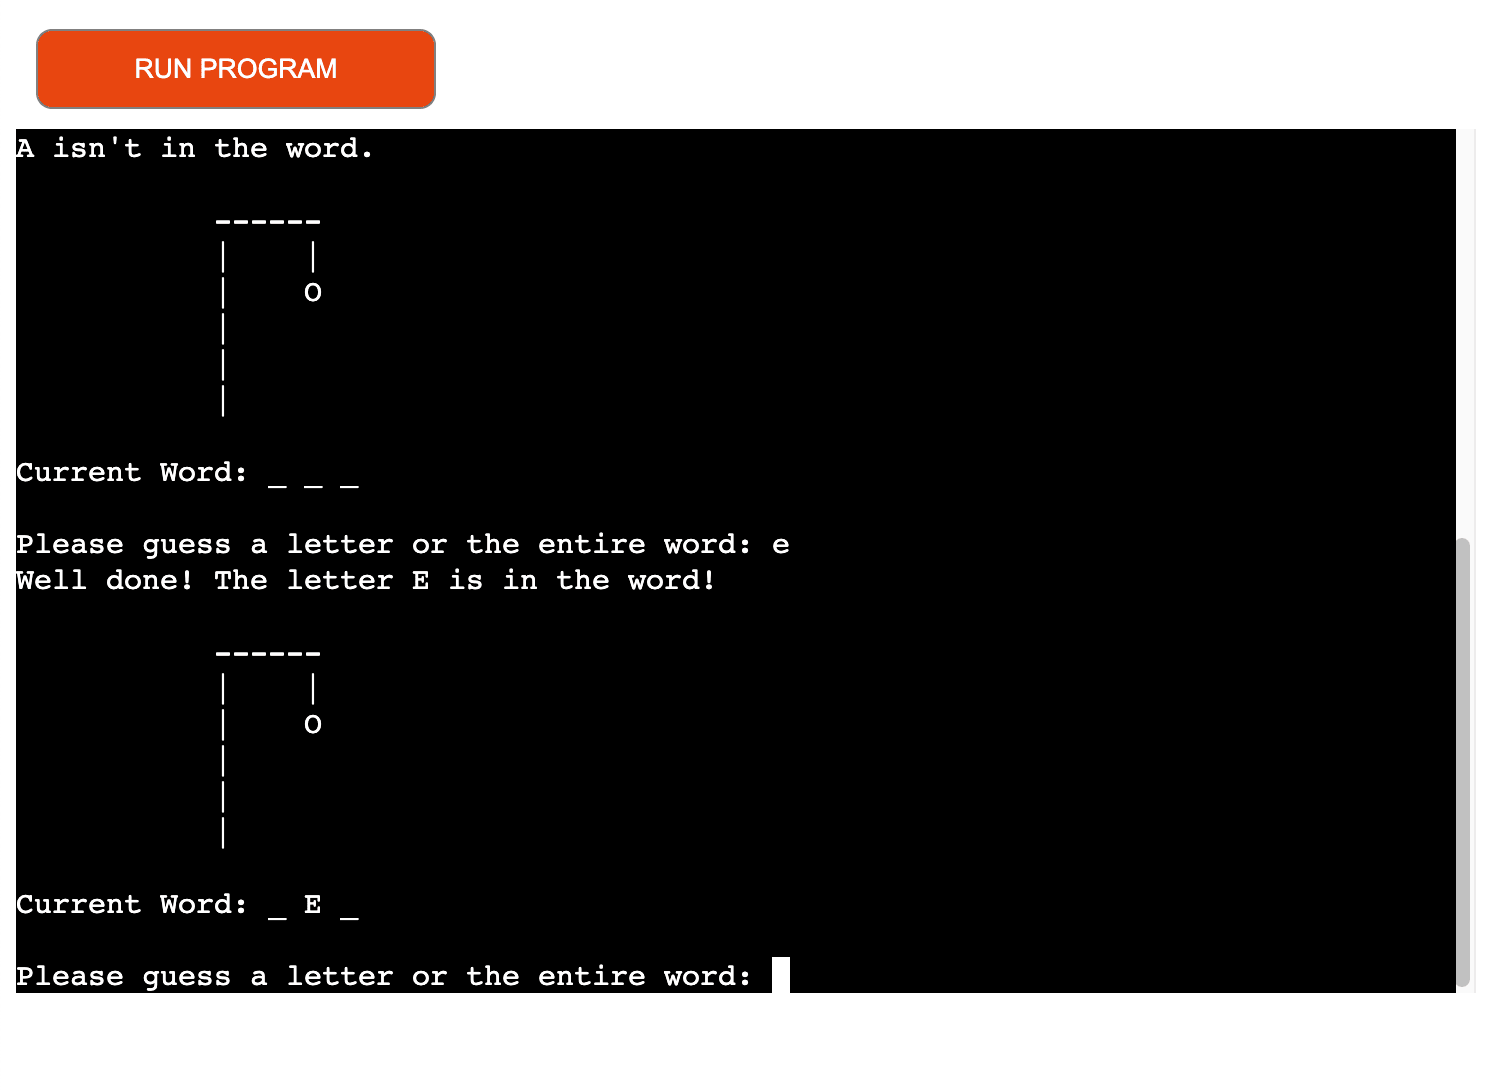 RUN PROGRAM
A isn't in the word.
------
|    |
|    O
|
|
|
Current Word: _ _ _
Please guess a letter or the entire word: e
Well done! The letter E is in the word!
------
|    |
|    O
|
|
|
Current Word: _ E _
Please guess a letter or the entire word: